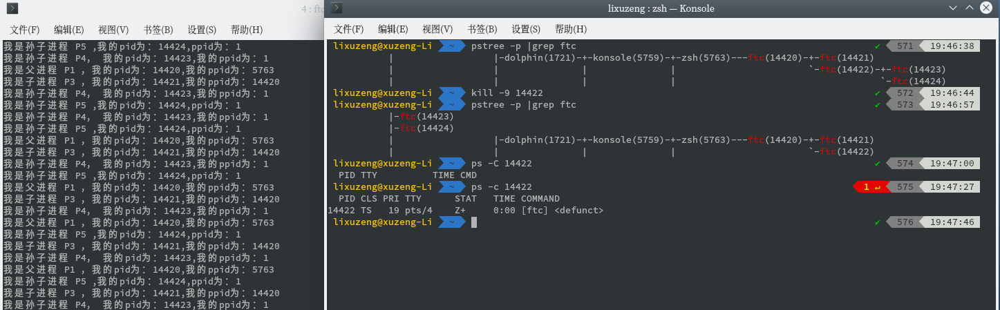 4 : ftc
文件(F) 编辑(E) 视图(V) 书签(B) 设置(S) 帮助(H)
我是孙子进程 P5 ,我的pid为: 14424,ppid为: 1
我是孙子进程 P4, 我的pid为: 14423,我的ppid为: 1
我是父进程 P1 , 我的pid为: 14420,我的ppid为: 5763
我是子进程 P3 , 我的pid为: 14421,我的ppid为: 14420
我是孙子进程 P4, 我的pid为: 14423,我的ppid为: 1
我是孙子进程 P5 ,我的pid为: 14424,ppid为: 1
我是孙子进程 P4, 我的pid为: 14423,我的ppid为: 1
我是孙子进程 P5 ,我的pid为: 14424,ppid为: 1
我是父进程 P1 , 我的pid为: 14420,我的ppid为: 5763
我是子进程 P3 , 我的pid为: 14421,我的ppid为: 14420
我是孙子进程 P4, 我的pid为: 14423,我的ppid为: 1
我是孙子进程 P5 ,我的pid为: 14424,ppid为: 1
我是父进程 P1 , 我的pid为: 14420,我的ppid为: 5763
我是子进程 P3 , 我的pid为: 14421,我的ppid为: 14420
我是孙子进程 P4, 我的pid为: 14423,我的ppid为: 1
我是父进程 P1 , 我的pid为: 14420,我的ppid为: 5763
我是孙子进程 P5 ,我的pid为: 14424,ppid为: 1
我是子进程 P3 , 我的pid为: 14421,我的ppid为: 14420
我是孙子进程 P4, 我的pid为: 14423,我的ppid为: 1
我是父进程 P1 , 我的pid为: 14420,我的ppid为: 5763
我是孙子进程 P5 ,我的pid为: 14424,ppid为: 1
我是子进程 P3 , 我的pid为: 14421,我的ppid为: 14420
我是孙子进程 P4, 我的pid为: 14423,我的ppid为: 1
lixuzeng : zsh — Konsole
文件(F) 编辑(E) 视图(V) 书签(B) 设置(S) 帮助(H)
lixuzeng@xuzeng-Li ~ pstree -p |grep ftc ✔ 571 19:46:38
| |-dolphin(1721)-+-konsole(5759)-+-zsh(5763)---ftc(14420)-+-ftc(14421)
| | | | `-ftc(14422)-+-ftc(14423)
| | | | `-ftc(14424)
lixuzeng@xuzeng-Li ~ kill -9 14422 ✔ 572 19:46:44
lixuzeng@xuzeng-Li ~ pstree -p |grep ftc ✔ 573 19:46:57
|-ftc(14423)
|-ftc(14424)
| |-dolphin(1721)-+-konsole(5759)-+-zsh(5763)---ftc(14420)-+-ftc(14421)
| | | | `-ftc(14422)
lixuzeng@xuzeng-Li ~ ps -C 14422 ✔ 574 19:47:00
PID TTY TIME CMD
lixuzeng@xuzeng-Li ~ ps -c 14422 1 ↵ 575 19:47:27
PID CLS PRI TTY STAT TIME COMMAND
14422 TS 19 pts/4 Z+ 0:00 [ftc] <defunct>
lixuzeng@xuzeng-Li ~ ✔ 576 19:47:46